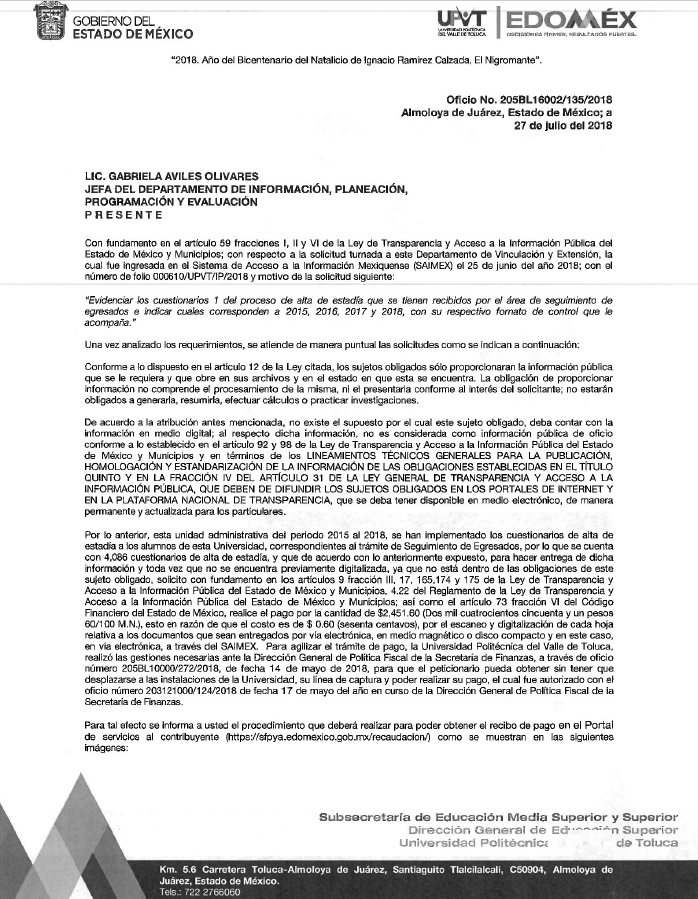 GOBIERNO DEL
ESTADO DE MÉXICO
UPVT
UNIVERSIDAD POLITÉCNICA
DEL VALLE DE TOLUCA
EDOMÉX
DECISIONES FIRMES, RESULTADOS FUERTES.
"2018. Año del Bicentenario del Natalicio de Ignacio Ramírez Calzada, El Nigromante".
Oficio No. 205BL16002/135/2018
Almoloya de Juárez, Estado de México; a
27 de julio del 2018
LIC. GABRIELA AVILES OLIVARES
JEFA DEL DEPARTAMENTO DE INFORMACIÓN, PLANEACIÓN,
PROGRAMACIÓN Y EVALUACIÓN
P R E S E N T E
Con fundamento en el artículo 59 fracciones I, II y VI de la Ley de Transparencia y Acceso a la Información Pública del
Estado de México y Municipios; con respecto a la solicitud turnada a este Departamento de Vinculación y Extensión, la
cual fue ingresada en el Sistema de Acceso a la Información Mexiquense (SAIMEX) el 25 de junio del año 2018; con el
número de folio 000610/UPVT/IP/2018 y motivo de la solicitud siguiente:
"Evidenciar los cuestionarios 1 del proceso de alta de estadía que se tienen recibidos por el área de seguimiento de
egresados e indicar cuales corresponden a 2015, 2016, 2017 y 2018, con su respectivo fornato de control que le
acompaña."
Una vez analizado los requerimientos, se atiende de manera puntual las solicitudes como se indican a continuación:
Conforme a lo dispuesto en el artículo 12 de la Ley citada, los sujetos obligados sólo proporcionaran la información pública
que se le requiera y que obre en sus archivos y en el estado en que esta se encuentra. La obligación de proporcionar
información no comprende el procesamiento de la misma, ni el presentarla conforme al interés del solicitante; no estarán
obligados a generarla, resumirla, efectuar cálculos o practicar investigaciones.
De acuerdo a la atribución antes mencionada, no existe el supuesto por el cual este sujeto obligado, deba contar con la
información en medio digital; al respecto dicha información, no es considerada como información pública de oficio
conforme a lo establecido en el artículo 92 y 98 de la Ley de Transparencia y Acceso a la Información Pública del Estado
de México y Municipios y en términos de los LINEAMIENTOS TÉCNICOS GENERALES PARA LA PUBLICACIÓN,
HOMOLOGACIÓN Y ESTANDARIZACIÓN DE LA INFORMACIÓN DE LAS OBLIGACIONES ESTABLECIDAS EN EL TÍTULO
QUINTO Y EN LA FRACCIÓN IV DEL ARTÍCULO 31 DE LA LEY GENERAL DE TRANSPARENCIA Y ACCESO A LA
INFORMACIÓN PÚBLICA, QUE DEBEN DE DIFUNDIR LOS SUJETOS OBLIGADOS EN LOS PORTALES DE INTERNET Y
EN LA PLATAFORMA NACIONAL DE TRANSPARENCIA, que se deba tener disponible en medio electrónico, de manera
permanente y actualizada para los particulares.
Por lo anterior, esta unidad administrativa del periodo 2015 al 2018, se han implementado los cuestionarios de alta de
estadía a los alumnos de esta Universidad, correspondientes al trámite de Seguimiento de Egresados, por lo que se cuenta
con 4,086 cuestionarios de alta de estadía, y que de acuerdo con lo anteriormente expuesto, para hacer entrega de dicha
información y toda vez que no se encuentra previamente digitalizada, ya que no está dentro de las obligaciones de este
sujeto obligado, solicito con fundamento en los artículos 9 fracción III, 17, 165,174 y 175 de la Ley de Transparencia y
Acceso a la Información Pública del Estado de México y Municipios, 4.22 del Reglamento de la Ley de Transparencia y
Acceso a la Información Pública del Estado de México y Municipios; así como el artículo 73 fracción VI del Código
Financiero del Estado de México, realice el pago por la cantidad de $2,451.60 (Dos mil cuatrocientos cincuenta y un pesos
60/100 M.N.), esto en razón de que el costo es de $ 0.60 (sesenta centavos), por el escaneo y digitalización de cada hoja
relativa a los documentos que sean entregados por vía electrónica, en medio magnético o disco compacto y en este caso,
en vía electrónica, a través del SAIMEX. Para agilizar el trámite de pago, la Universidad Politécnica del Valle de Toluca,
realizó las gestiones necesarias ante la Dirección General de Política Fiscal de la Secretaría de Finanzas, a través de oficio
número 205BL10000/272/2018, de fecha 14 de mayo de 2018, para que el peticionario pueda obtener sin tener que
desplazarse a las instalaciones de la Universidad, su línea de captura y poder realizar su pago, el cual fue autorizado con el
oficio número 203121000/124/2018 de fecha 17 de mayo del año en curso de la Dirección General de Política Fiscal de la
Secretaría de Finanzas.
Para tal efecto se informa a usted el procedimiento que deberá realizar para poder obtener el recibo de pago en el Portal
de servicios al contribuyente (https://sfpya.edomexico.gob.mx/recaudacion/) como se muestran en las siguientes
imágenes:
Subsecretaría de Educación Media Superior y Superior
Dirección General de Educación Superior
Universidad Politécnica de Toluca
Km. 5.6 Carretera Toluca-Almoloya de Juárez, Santiaguito Tlalcilalcali, C50904, Almoloya de
Juárez, Estado de México.
Tels.: 722 2766060